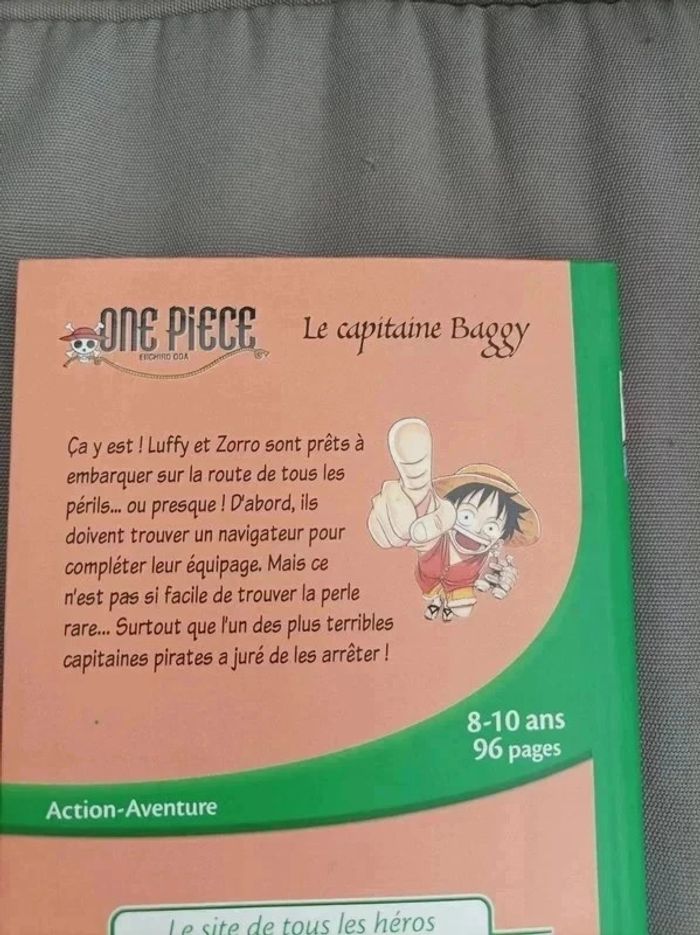 ONE PIECE
EIICHIRO ODA
Le capitaine Baggy
Ça y est ! Luffy et Zorro sont prêts à
embarquer sur la route de tous les
périls... ou presque ! D'abord, ils
doivent trouver un navigateur pour
compléter leur équipage. Mais ce
n'est pas si facile de trouver la perle
rare... Surtout que l'un des plus terribles
capitaines pirates a juré de les arrêter !
8-10 ans
96 pages
Action-Aventure
Le site de tous les héros